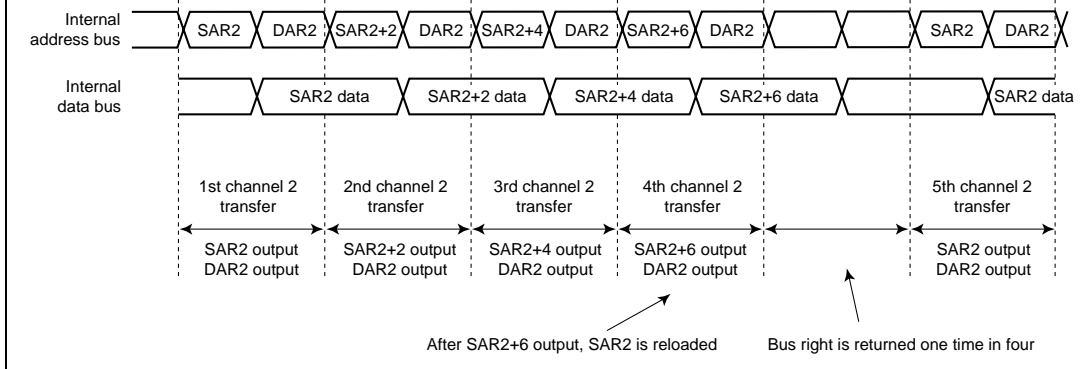 Internal
address bus
SAR2 DAR2 SAR2+2 DAR2 SAR2+4 DAR2 SAR2+6 DAR2 SAR2 DAR2
Internal
data bus
SAR2 data SAR2+2 data SAR2+4 data SAR2+6 data SAR2 data
1st channel 2
transfer
2nd channel 2
transfer
3rd channel 2
transfer
4th channel 2
transfer
5th channel 2
transfer
SAR2 output
DAR2 output
SAR2+2 output
DAR2 output
SAR2+4 output
DAR2 output
SAR2+6 output
DAR2 output
SAR2 output
DAR2 output
After SAR2+6 output, SAR2 is reloaded
Bus right is returned one time in four